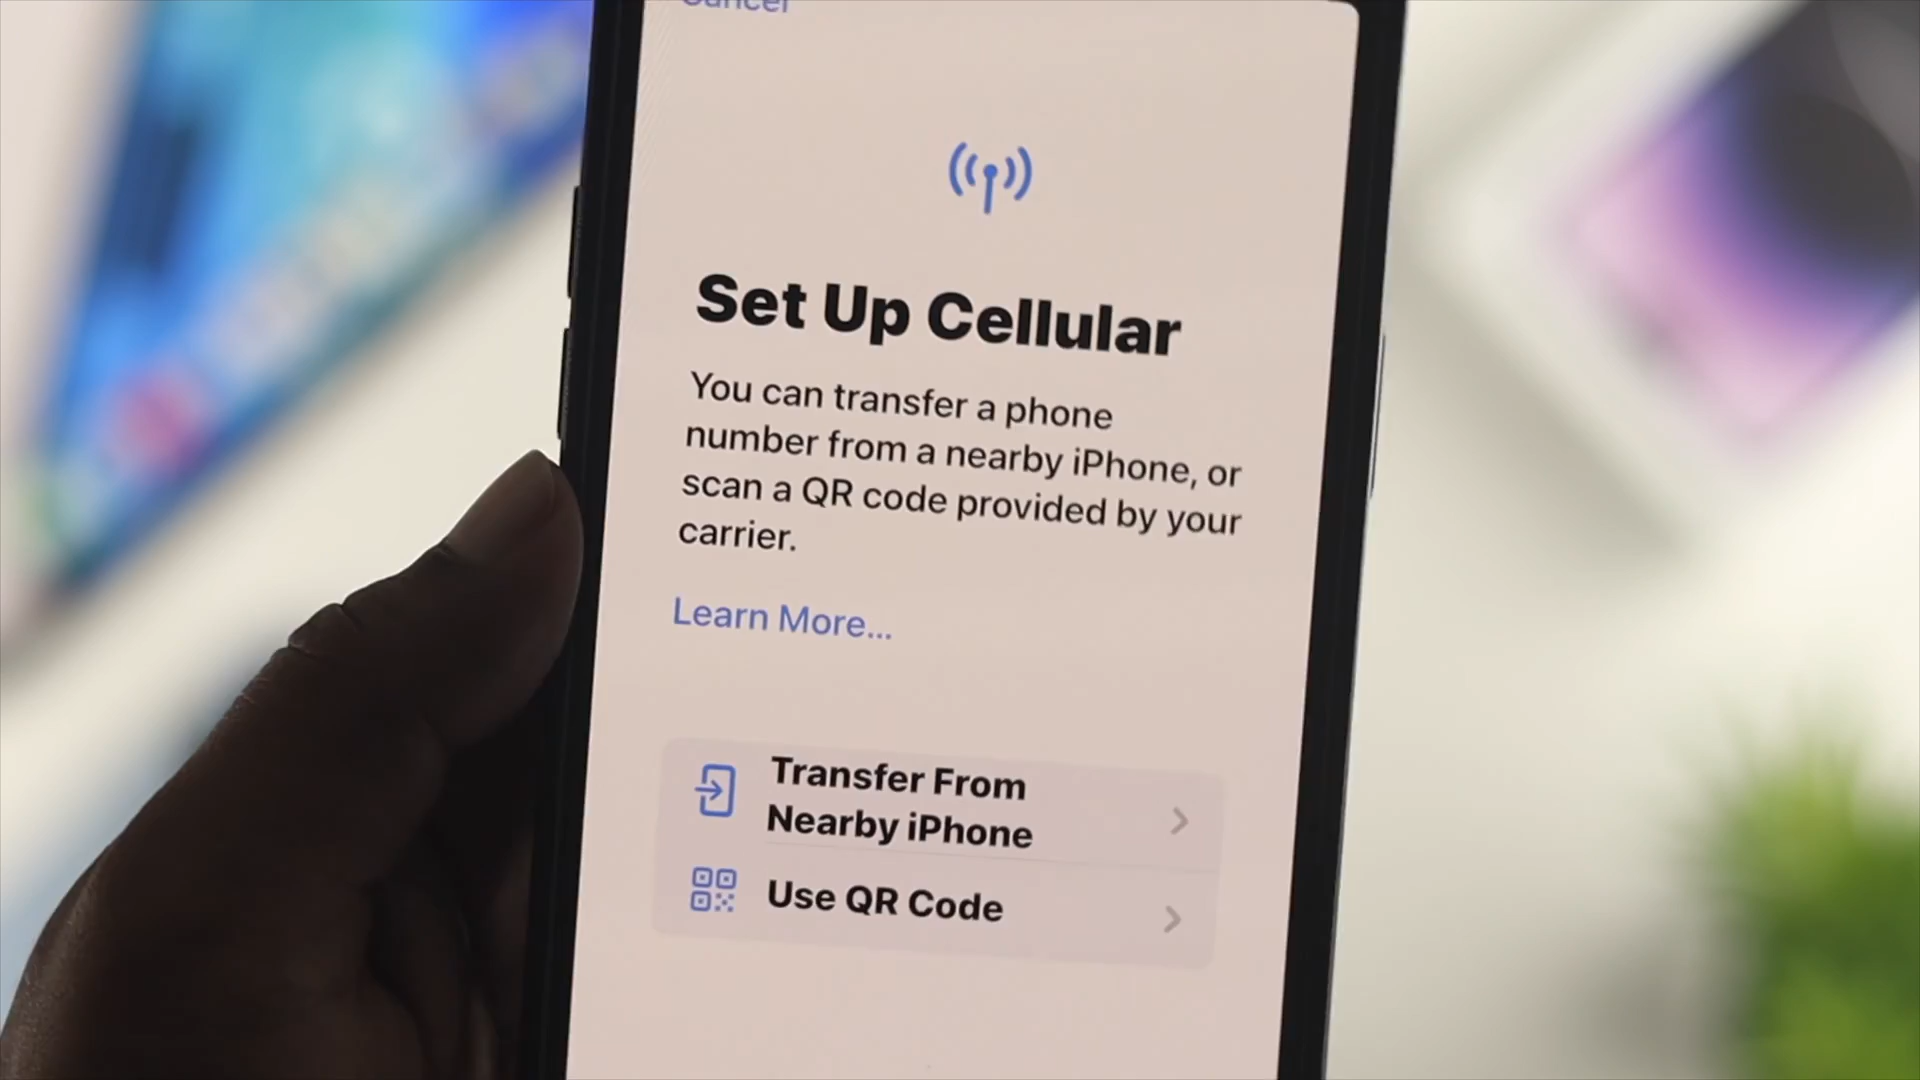 Cancel
Set Up Cellular
You can transfer a phone
number from a nearby iPhone, or
scan a QR code provided by your
carrier.
Learn More...
Transfer From
Nearby iPhone
Use QR Code